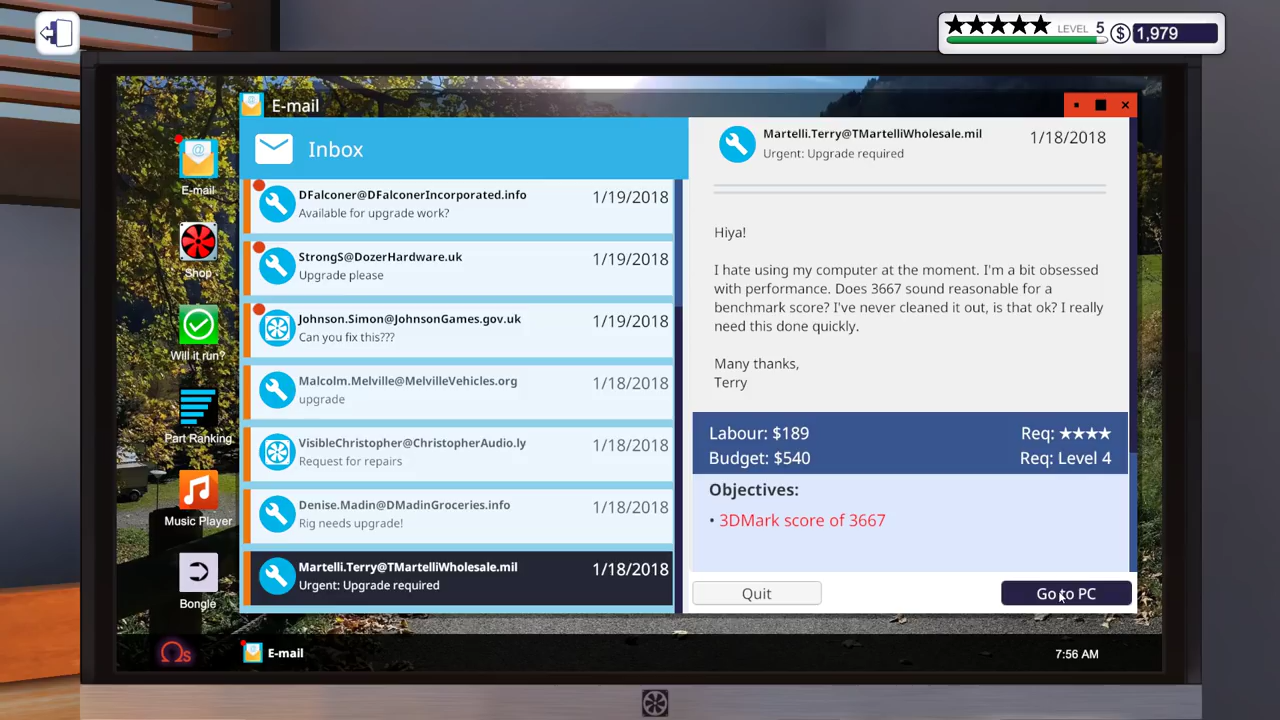 LEVEL 5 $ 1,979
E-mail
Inbox
DFalconer@DFalconerIncorporated.info 1/19/2018
Available for upgrade work?
StrongS@DozerHardware.uk 1/19/2018
Upgrade please
Johnson.Simon@JohnsonGames.gov.uk 1/19/2018
Can you fix this???
Malcolm.Melville@MelvilleVehicles.org 1/18/2018
upgrade
VisibleChristopher@ChristopherAudio.ly 1/18/2018
Request for repairs
Denise.Madin@DMadinGroceries.info 1/18/2018
Rig needs upgrade!
Martelli.Terry@TMartelliWholesale.mil 1/18/2018
Urgent: Upgrade required
Martelli.Terry@TMartelliWholesale.mil 1/18/2018
Urgent: Upgrade required
Hiya!
I hate using my computer at the moment. I'm a bit obsessed
with performance. Does 3667 sound reasonable for a
benchmark score? I've never cleaned it out, is that ok? I really
need this done quickly.
Many thanks,
Terry
Labour: $189 Req: ★★★★
Budget: $540 Req: Level 4
Objectives:
• 3DMark score of 3667
Quit Go to PC
E-mail
Shop
Will it run?
Part Ranking
Music Player
Bongle
Ωs E-mail 7:56 AM